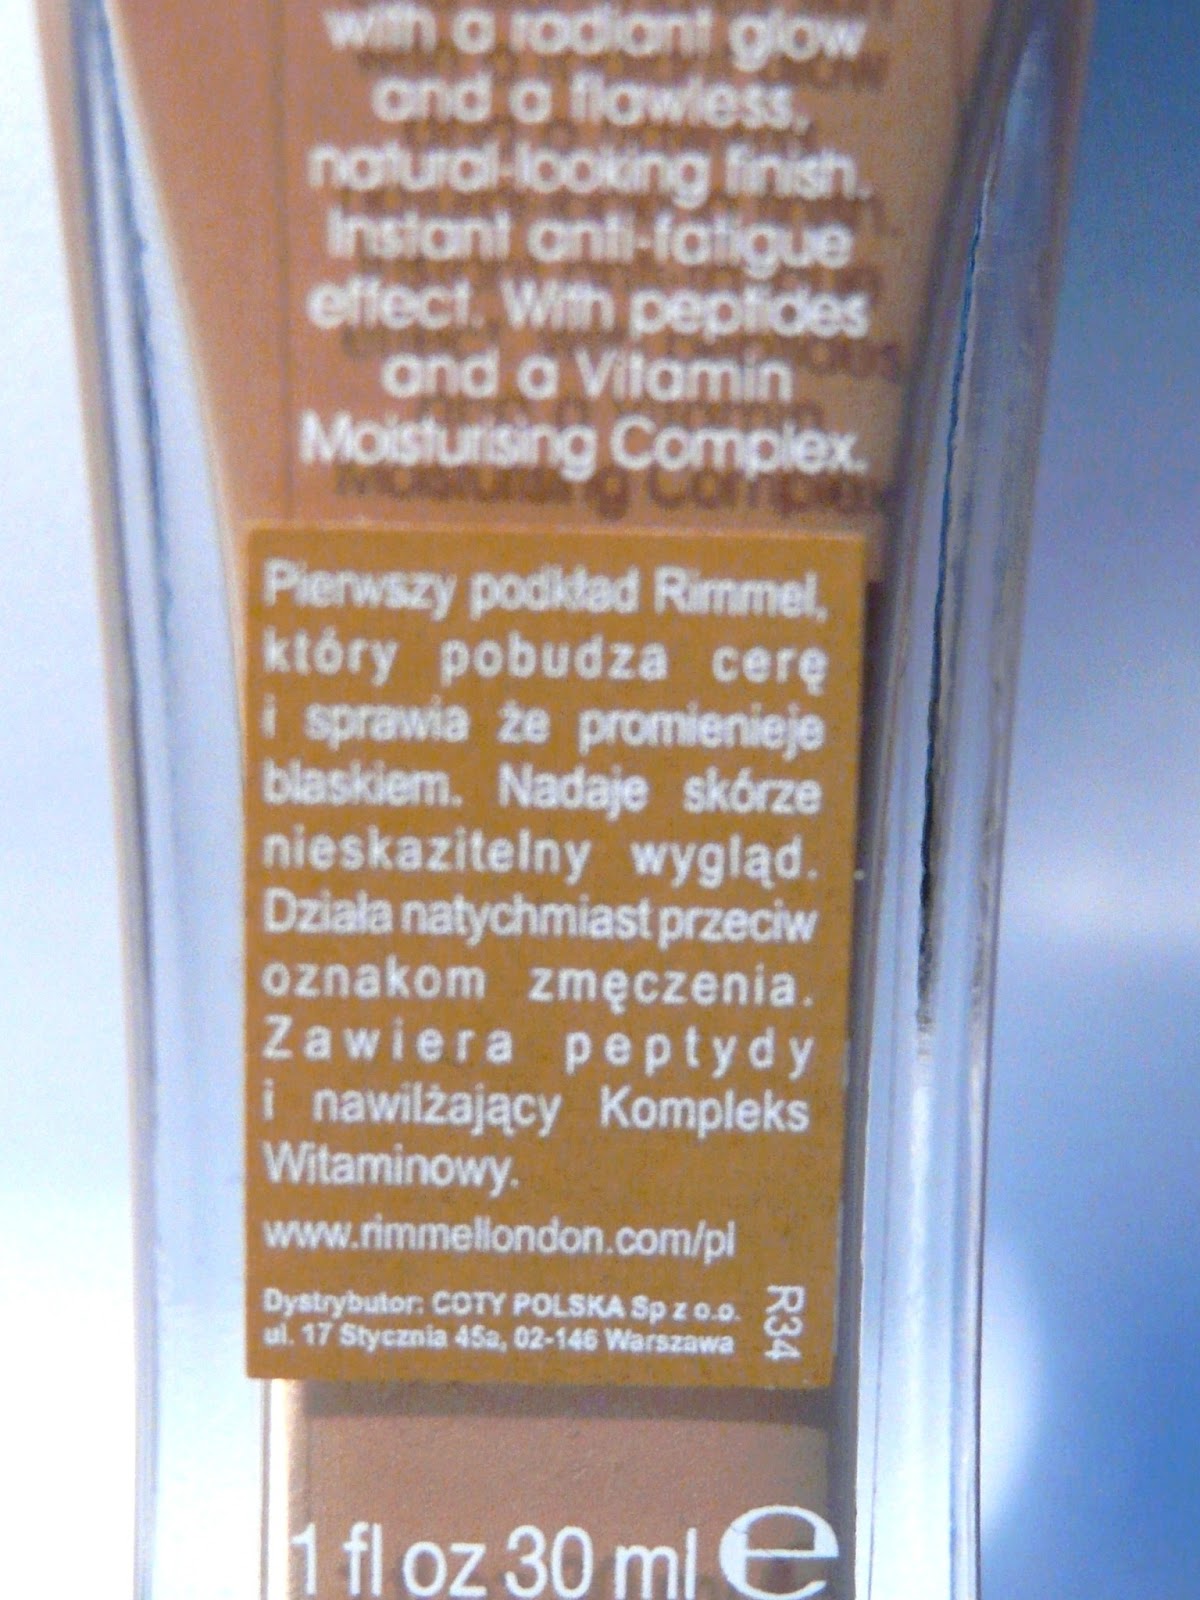 with a radiant glow
and a flawless,
natural-looking finish.
Instant anti-fatigue
effect. With peptides
and a Vitamin
Moisturising Complex.
Pierwszy podkład Rimmel,
który pobudza cerę
i sprawia że promienieje
blaskiem. Nadaje skórze
nieskazitelny wygląd.
Działa natychmiast przeciw
oznakom zmęczenia.
Zawiera peptydy
i nawilżający Kompleks
Witaminowy.
www.rimmellondon.com/pl
Dystrybutor: COTY POLSKA Sp z o.o.
ul. 17 Stycznia 45a, 02-146 Warszawa
R34
1 fl oz 30 ml e